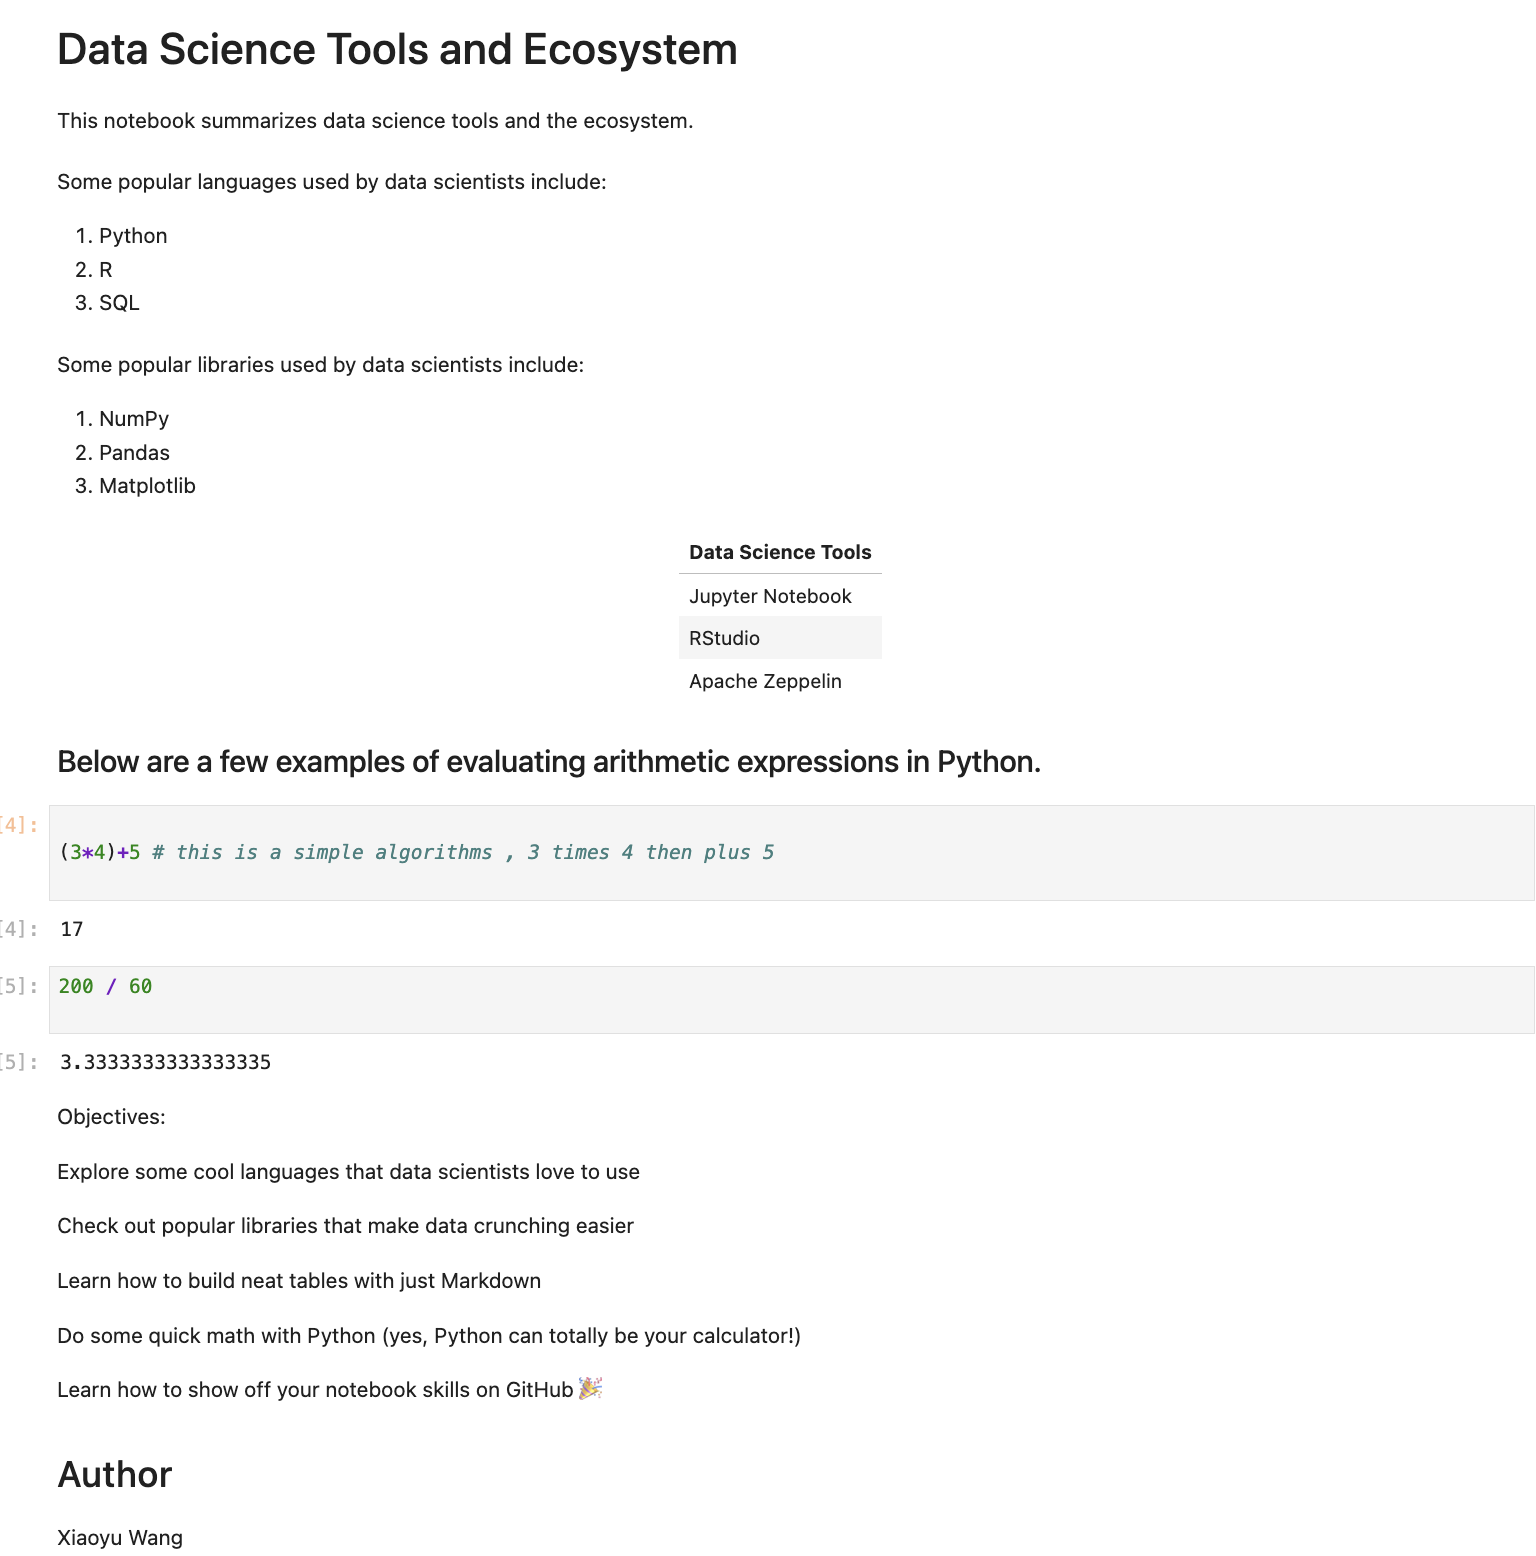 Data Science Tools and Ecosystem
This notebook summarizes data science tools and the ecosystem.
Some popular languages used by data scientists include:
1. Python
2. R
3. SQL
Some popular libraries used by data scientists include:
1. NumPy
2. Pandas
3. Matplotlib
Data Science Tools
Jupyter Notebook
RStudio
Apache Zeppelin
Below are a few examples of evaluating arithmetic expressions in Python.
[4]:
(3*4)+5 # this is a simple algorithms , 3 times 4 then plus 5
[4]: 17
[5]: 200 / 60
[5]: 3.3333333333333335
Objectives:
Explore some cool languages that data scientists love to use
Check out popular libraries that make data crunching easier
Learn how to build neat tables with just Markdown
Do some quick math with Python (yes, Python can totally be your calculator!)
Learn how to show off your notebook skills on GitHub 🎉
Author
Xiaoyu Wang